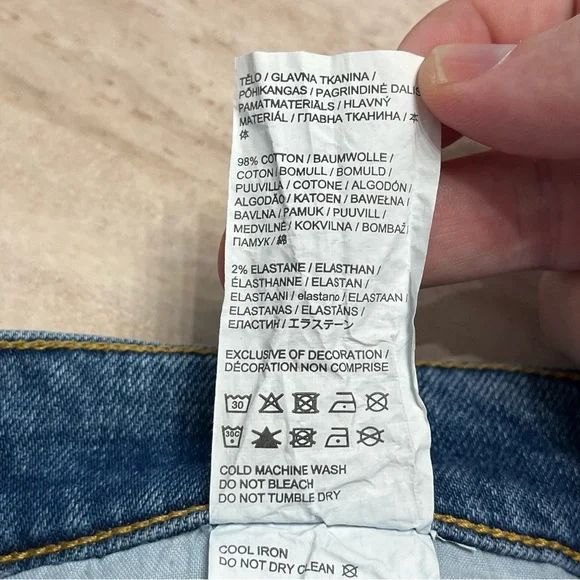 TĚLO / GLAVNA TKANINA /
PÕHIKANGAS / PAGRINDINĖ DALIS
PAMATMATERIĀLS / HLAVNÝ
MATERIÁL / ГЛАВНА ТКАНИНА / 本
体
98% COTTON / BAUMWOLLE /
COTON / BOMULL / BOMULD /
PUUVILLA / COTONE / ALGODÓN /
ALGODÃO / KATOEN / BAWEŁNA /
BAVLNA / PAMUK / PUUVILL /
MEDVILNĖ / KOKVILNA / BOMBAŽ
ПАМУК / 綿
2% ELASTANE / ELASTHAN /
ÉLASTHANNE / ELASTAN /
ELASTAANI / elastano / ELASTAAN
ELASTANAS / ELASTĀNS /
ЕЛАСТИН / エラステーン
EXCLUSIVE OF DECORATION /
DÉCORATION NON COMPRISE
30
30C
COLD MACHINE WASH
DO NOT BLEACH
DO NOT TUMBLE DRY
COOL IRON
DO NOT DRY CLEAN